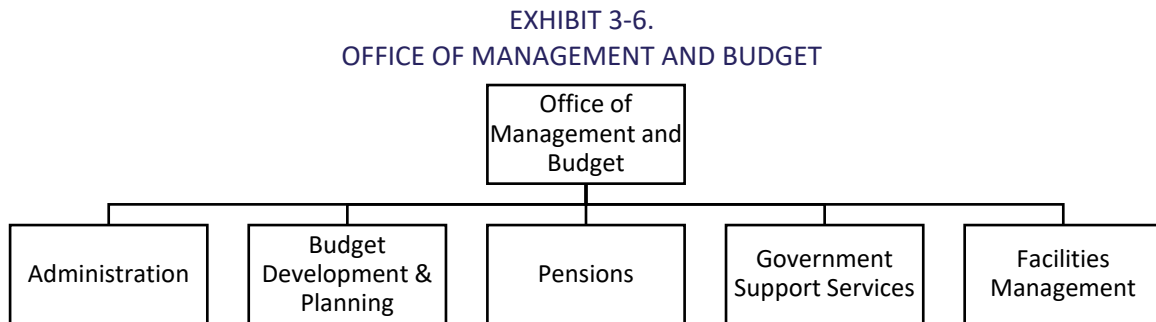 EXHIBIT 3-6.
OFFICE OF MANAGEMENT AND BUDGET
Office of
Management and
Budget
Administration
Budget
Development &
Planning
Pensions
Government
Support Services
Facilities
Management